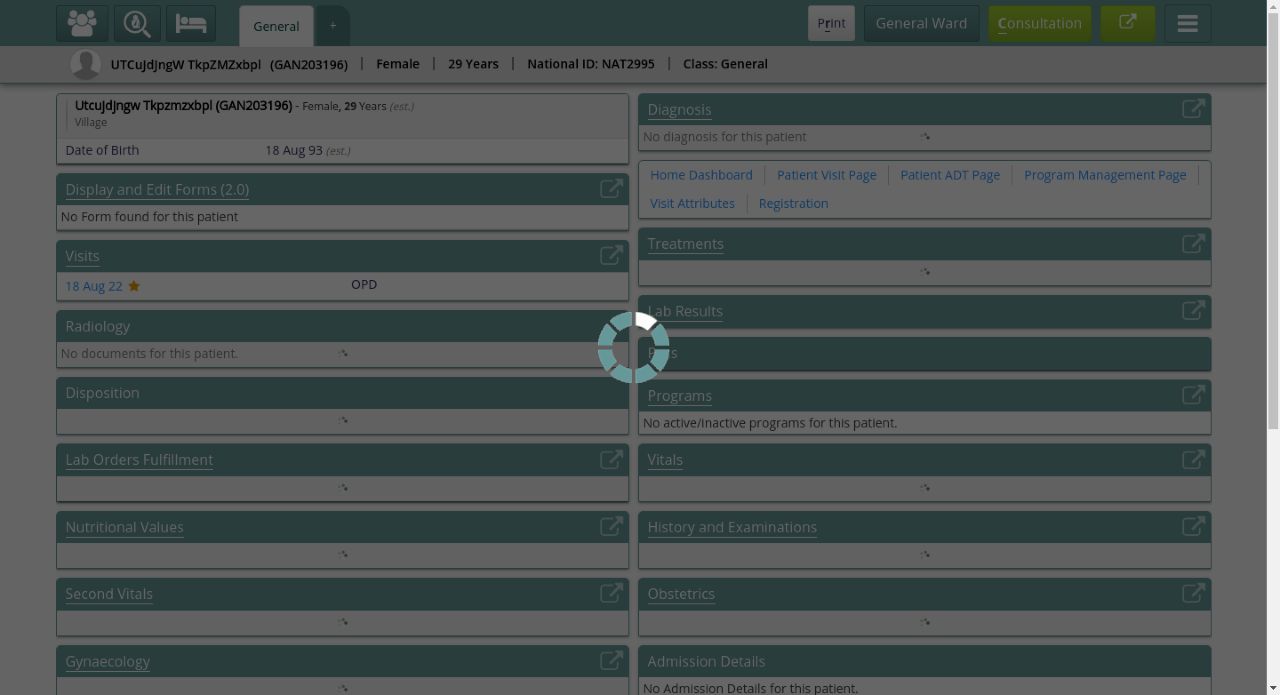 General
+
Print
General Ward
Consultation
UTCuJdJngW TkpZMZxbpl (GAN203196) | Female | 29 Years | National ID: NAT2995 | Class: General
UtcuJdJngw Tkpzmzxbpl (GAN203196) - Female, 29 Years (est.)
Village
Date of Birth 18 Aug 93 (est.)
Display and Edit Forms (2.0)
No Form found for this patient
Visits
18 Aug 22 OPD
Radiology
No documents for this patient.
Disposition
Lab Orders Fulfillment
Nutritional Values
Second Vitals
Gynaecology
Diagnosis
No diagnosis for this patient
Home Dashboard | Patient Visit Page | Patient ADT Page | Program Management Page |
Visit Attributes | Registration
Treatments
Lab Results
Programs
No active/inactive programs for this patient.
Vitals
History and Examinations
Obstetrics
Admission Details
No Admission Details for this patient.